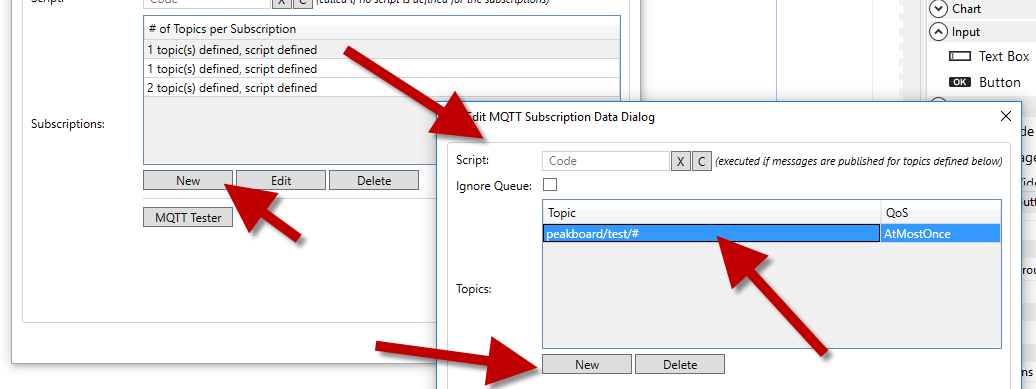 Script:
Code
X
C
(called if no script is defined for the subscriptions)
# of Topics per Subscription
1 topic(s) defined, script defined
1 topic(s) defined, script defined
2 topic(s) defined, script defined
Subscriptions:
New
Edit
Delete
MQTT Tester
Edit MQTT Subscription Data Dialog
Script:
Code
X
C
(executed if messages are published for topics defined below)
Ignore Queue:
Topic
QoS
peakboard/test/#
AtMostOnce
Topics:
New
Delete
Chart
Input
Text Box
OK
Button